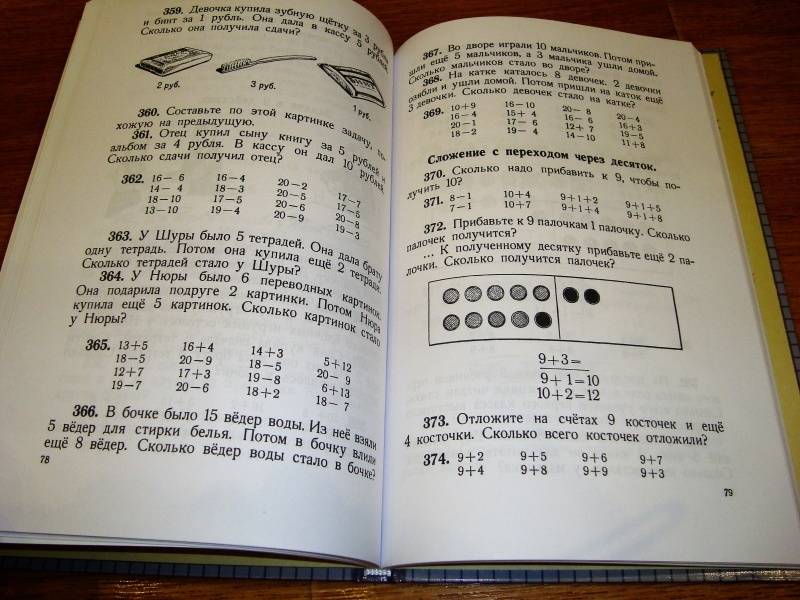 359. Девочка купила зубную щётку за 3 рубля
и бинт за 1 рубль. Она дала в кассу 5 рублей.
Сколько она получила сдачи?
2 руб.
3 руб.
1 руб.
360. Составьте по этой картинке задачу, по-
хожую на предыдущую.
361. Отец купил сыну книгу за 5 рублей и
альбом за 4 рубля. В кассу он дал 10 рублей.
Сколько сдачи получил отец?
362. 16 − 6 16 − 4 20 − 2 17 − 7
14 − 4 18 − 3 20 − 5 17 − 5
18 − 10 17 − 5 20 − 6 20 − 8
13 − 10 19 − 4 20 − 9 19 − 3
363. У Шуры было 5 тетрадей. Она дала брату
одну тетрадь. Потом она купила ещё 2 тетради.
Сколько тетрадей стало у Шуры?
364. У Нюры было 6 переводных картинок.
Она подарила подруге 2 картинки. Потом Нюра
купила ещё 5 картинок. Сколько картинок стало
у Нюры?
365. 13 + 5 16 + 4 14 + 3 5 + 12
18 − 5 20 − 9 18 − 5 20 − 9
12 + 7 17 + 3 19 − 8 6 + 13
19 − 7 20 − 6 18 + 2 18 − 7
366. В бочке было 15 вёдер воды. Из неё взяли
5 вёдер для стирки белья. Потом в бочку влили
ещё 8 вёдер. Сколько вёдер воды стало в бочке?
78
367. Во дворе играли 10 мальчиков. Потом при-
шли ещё 5 мальчиков, а 3 мальчика ушли домой.
Сколько мальчиков стало во дворе?
368. На катке каталось 8 девочек. 2 девочки
озябли и ушли домой. Потом пришли на каток ещё
3 девочки. Сколько девочек стало на катке?
369. 10 + 9 16 − 10 20 − 8 20 − 4
16 − 4 15 + 4 16 − 6 16 + 3
20 − 1 17 − 6 12 + 7 19 − 5
18 − 2 19 − 4 14 − 10 11 + 8
Сложение с переходом через десяток.
370. Сколько надо прибавить к 9, чтобы по-
лучить 10?
371. 8 − 1 10 + 4 9 + 1 + 2 9 + 1 + 5
7 − 1 10 + 7 9 + 1 + 4 9 + 1 + 8
372. Прибавьте к 9 палочкам 1 палочку. Сколько
палочек получится?
... К полученному десятку прибавьте ещё 2 па-
лочки. Сколько получится палочек?
9 + 3 =
9 + 1 = 10
10 + 2 = 12
373. Отложите на счётах 9 косточек и ещё
4 косточки. Сколько всего косточек отложили?
374. 9 + 2 9 + 5 9 + 6 9 + 7
9 + 4 9 + 8 9 + 9 9 + 3
79